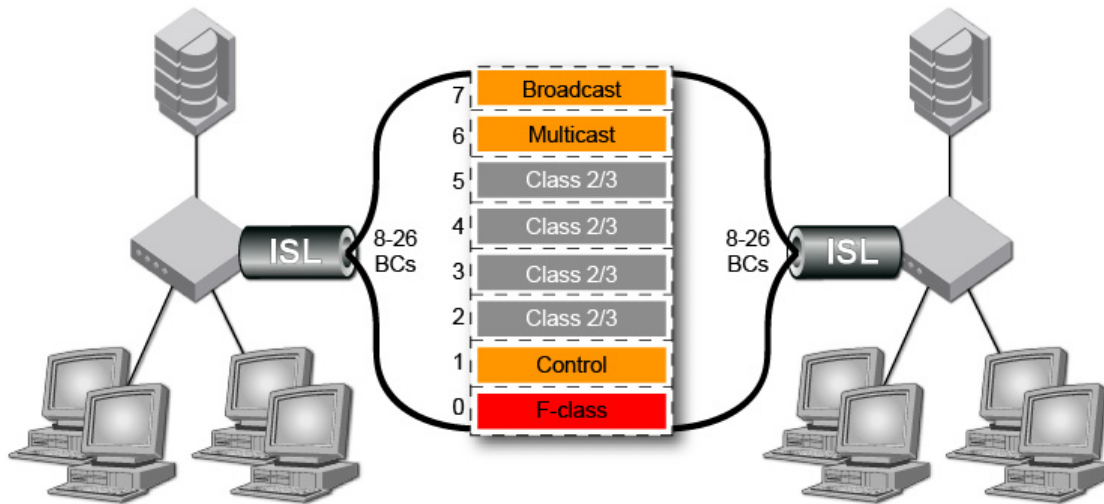 7 Broadcast
6 Multicast
5 Class 2/3
4 Class 2/3
3 Class 2/3
2 Class 2/3
1 Control
0 F-class
ISL
8-26
BCs
8-26
BCs
ISL